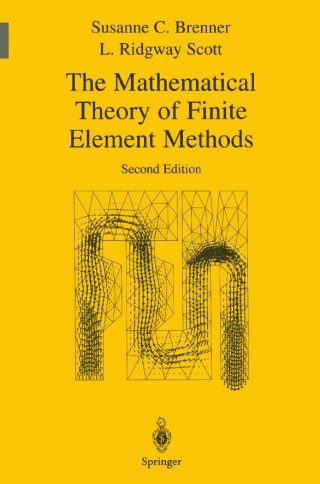 Susanne C. Brenner
L. Ridgway Scott
The Mathematical
Theory of Finite
Element Methods
Second Edition
Springer